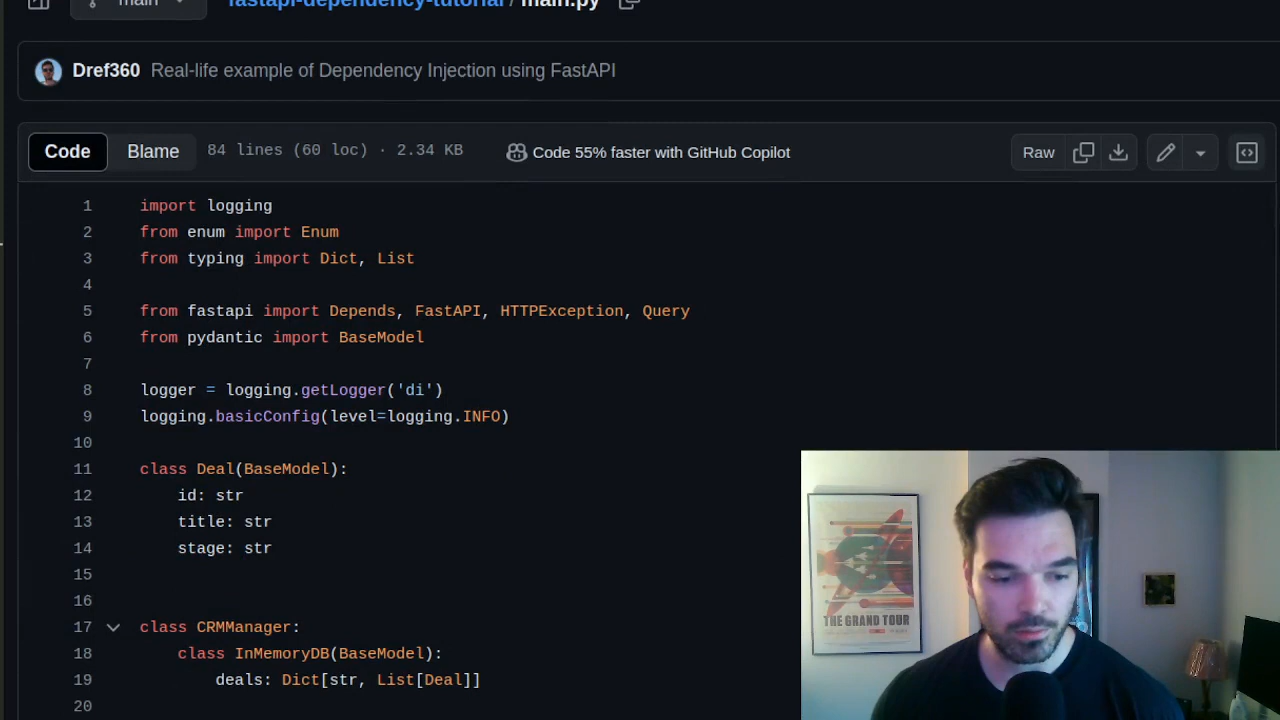 main
fastapi-dependency-tutorial / main.py
Dref360 Real-life example of Dependency Injection using FastAPI
Code Blame 84 lines (60 loc) · 2.34 KB Code 55% faster with GitHub Copilot Raw
1 import logging
2 from enum import Enum
3 from typing import Dict, List
4
5 from fastapi import Depends, FastAPI, HTTPException, Query
6 from pydantic import BaseModel
7
8 logger = logging.getLogger('di')
9 logging.basicConfig(level=logging.INFO)
10
11 class Deal(BaseModel):
12 id: str
13 title: str
14 stage: str
15
16
17 class CRMManager:
18 class InMemoryDB(BaseModel):
19 deals: Dict[str, List[Deal]]
20
THE GRAND TOUR